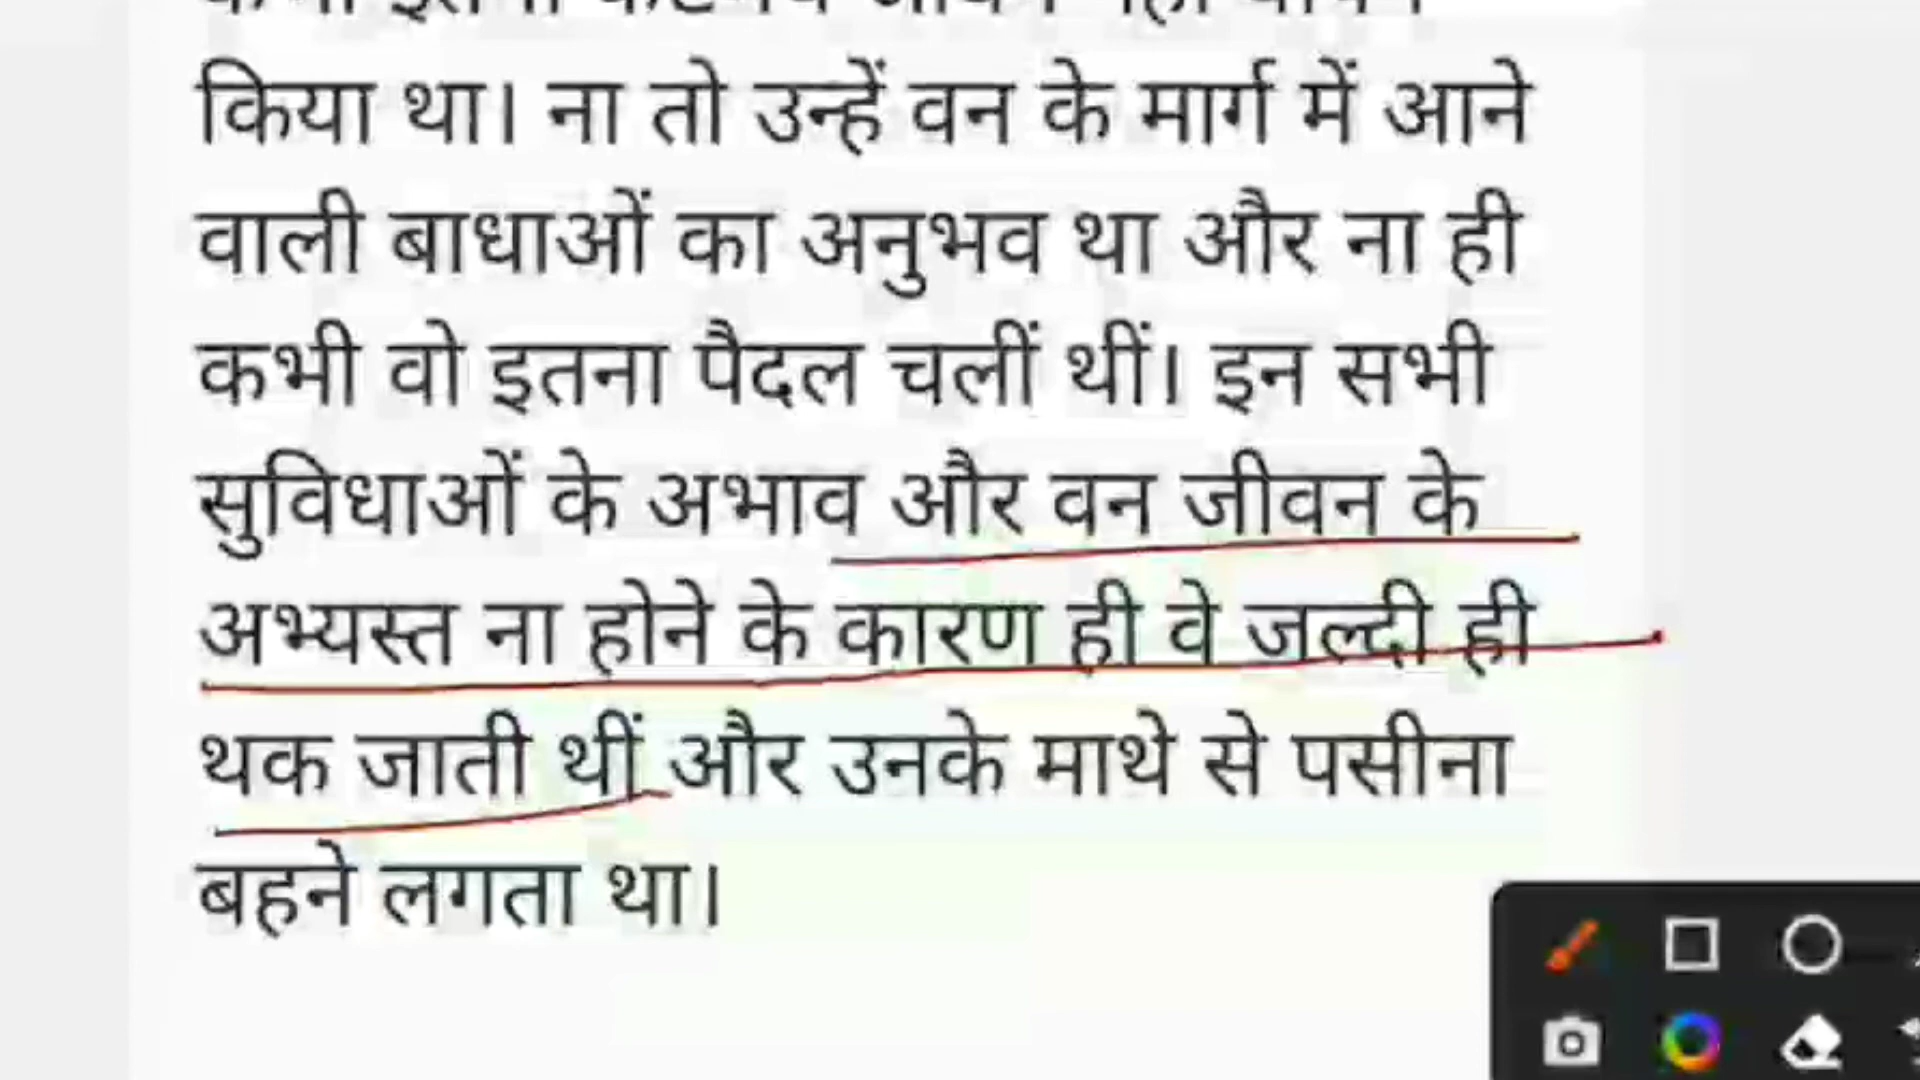 किया था। ना तो उन्हें वन के मार्ग में आने
वाली बाधाओं का अनुभव था और ना ही
कभी वो इतना पैदल चलीं थीं। इन सभी
सुविधाओं के अभाव और वन जीवन के
अभ्यस्त ना होने के कारण ही वे जल्दी ही
थक जाती थीं और उनके माथे से पसीना
बहने लगता था।